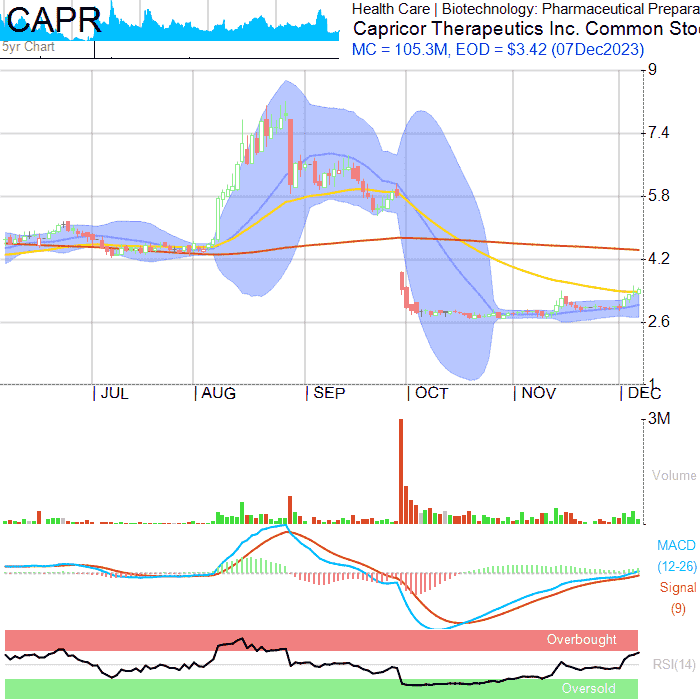 CAPR
5yr Chart
Health Care | Biotechnology: Pharmaceutical Prepara
Capricor Therapeutics Inc. Common Sto
MC = 105.3M, EOD = $3.42 (07Dec2023)
9
7.4
5.8
4.2
2.6
1
JUL
AUG
SEP
OCT
NOV
DEC
3M
Volume
MACD
(12-26)
Signal
(9)
Overbought
RSI(14)
Oversold